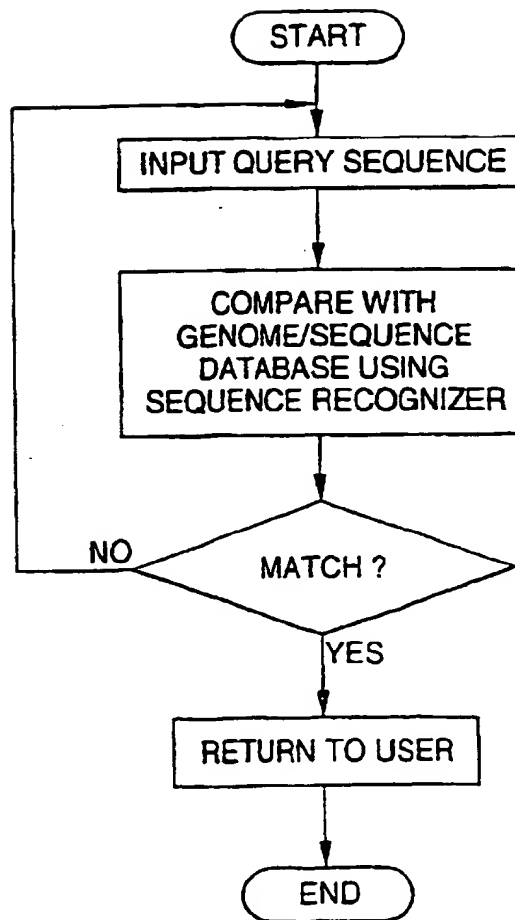 START
INPUT QUERY SEQUENCE
COMPARE WITH
GENOME/SEQUENCE
DATABASE USING
SEQUENCE RECOGNIZER
NO
MATCH ?
YES
RETURN TO USER
END